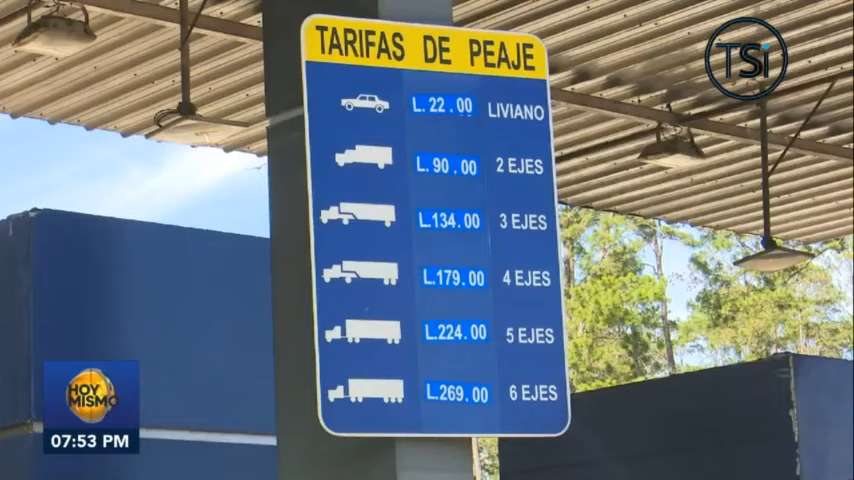 TARIFAS DE PEAJE
L. 22.00 LIVIANO
L. 90.00 2 EJES
L.134.00 3 EJES
L.179.00 4 EJES
L.224.00 5 EJES
L.269.00 6 EJES
TSi
HOY MISMO
07:53 PM